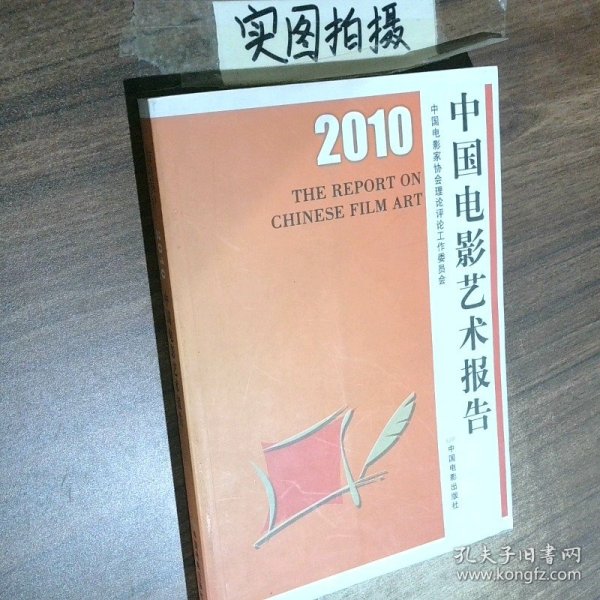 实图拍摄
2010
THE REPORT ON
CHINESE FILM ART
中国电影家协会理论评论工作委员会
中国电影艺术报告
中国电影出版社
孔夫子旧书网
www.kongfz.com